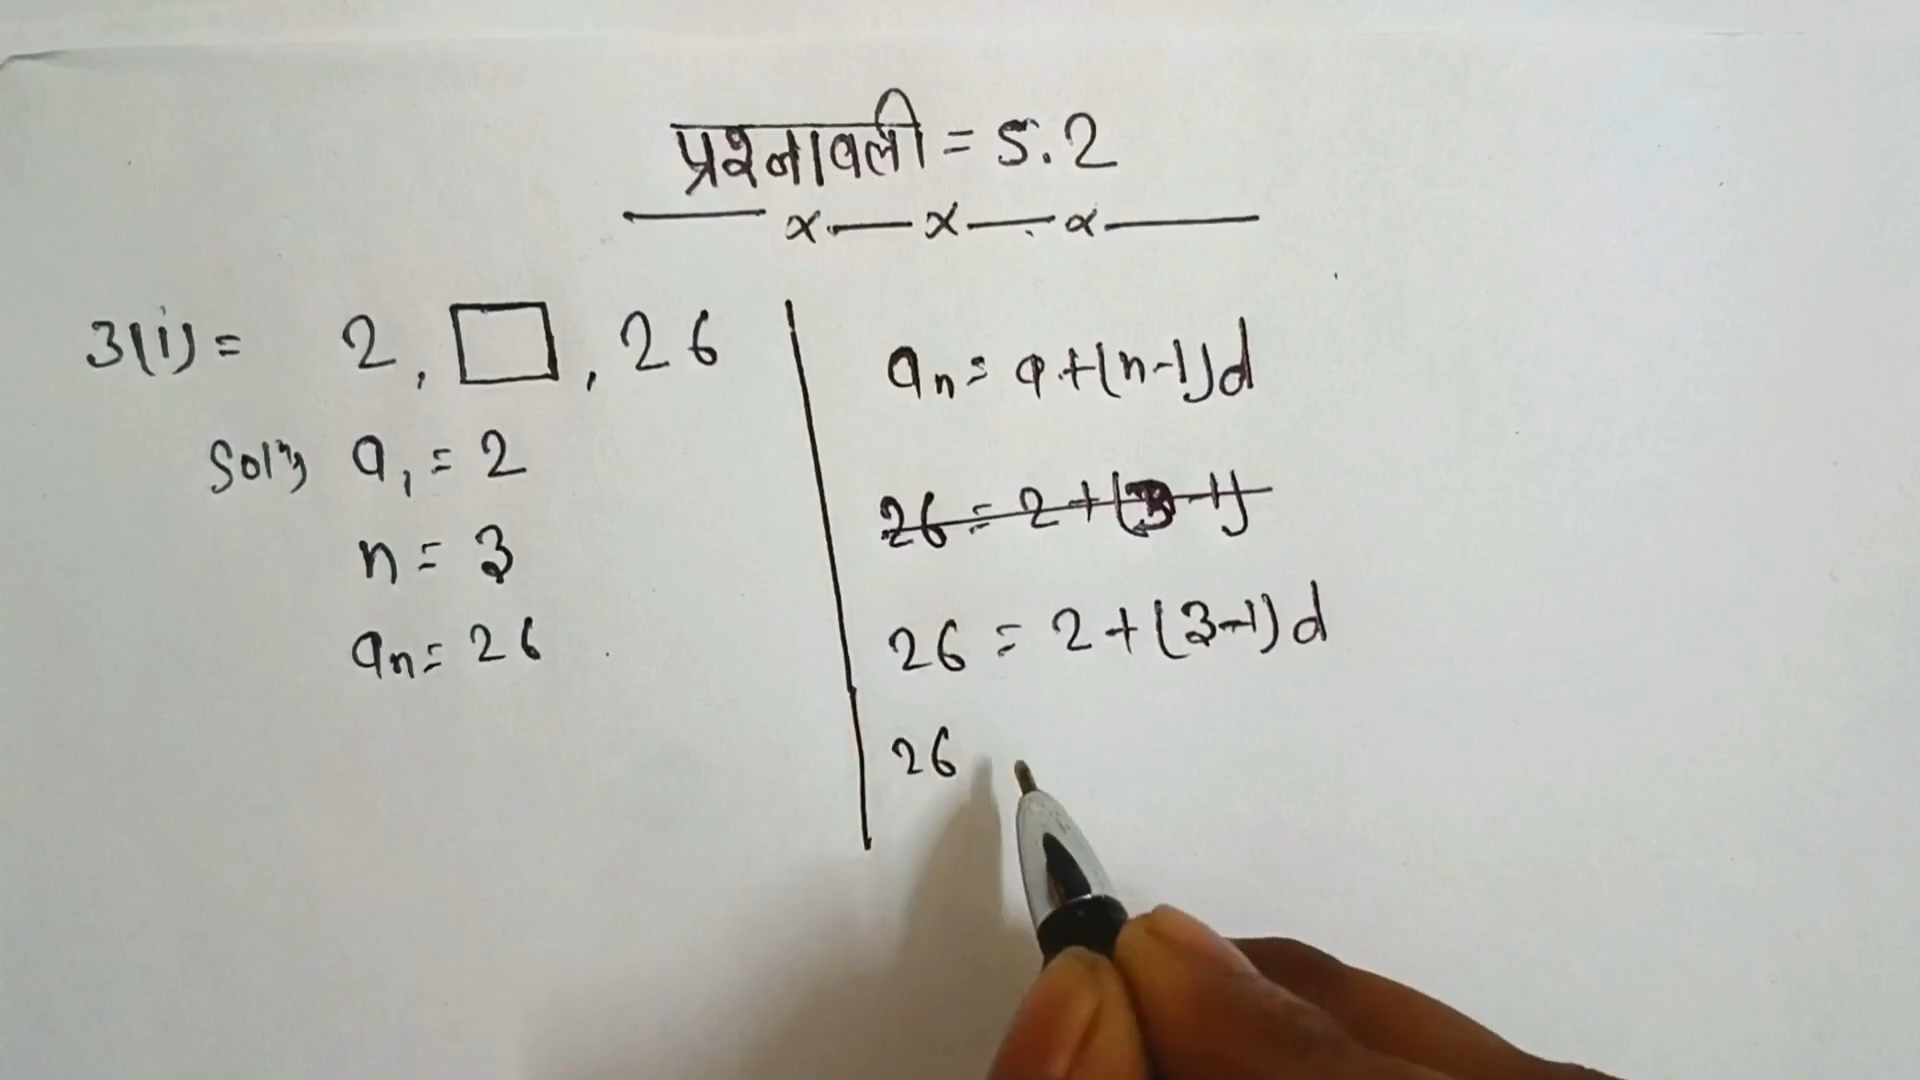 प्रश्नावली = 5.2
x x x
3(i) = 2, □, 26
Solⁿ, a₁ = 2
n = 3
aₙ = 26
aₙ = a + (n-1)d
26 = 2 + (3-1)
26 = 2 + (3-1)d
26